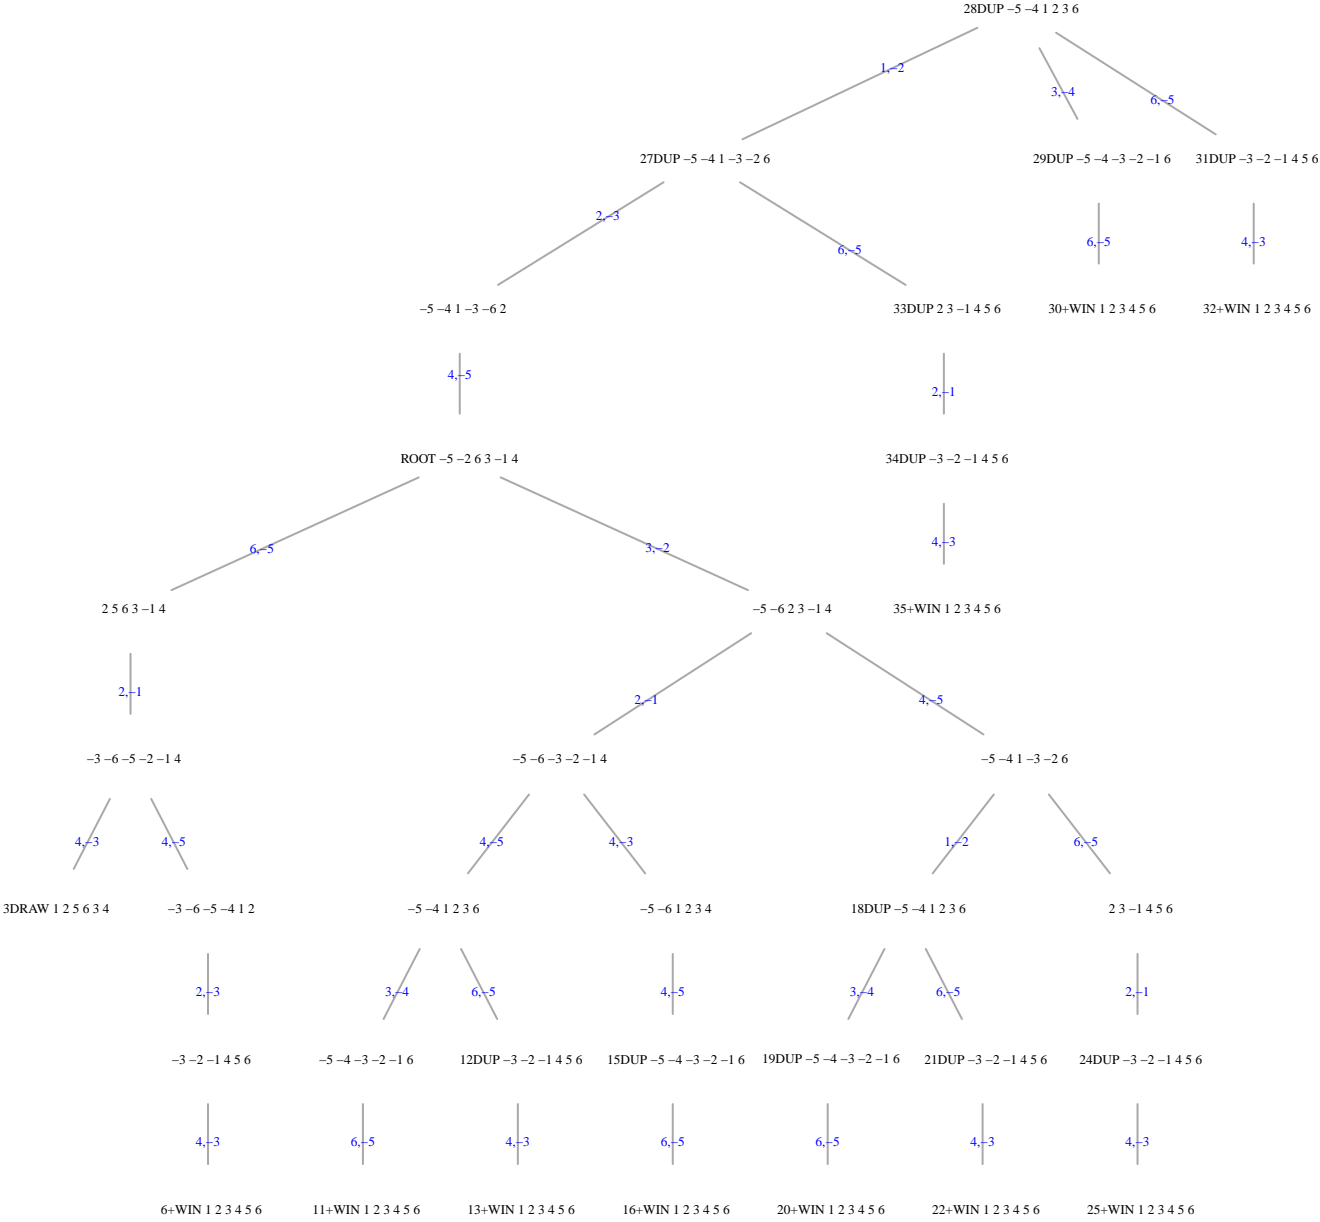 28DUP −5 −4 1 2 3 6
1,−2
3,−4
6,−5
27DUP −5 −4 1 −3 −2 6
29DUP −5 −4 −3 −2 −1 6
31DUP −3 −2 −1 4 5 6
2,−3
6,−5
6,−5
4,−3
−5 −4 1 −3 −6 2
33DUP 2 3 −1 4 5 6
30+WIN 1 2 3 4 5 6
32+WIN 1 2 3 4 5 6
4,−5
2,−1
ROOT −5 −2 6 3 −1 4
34DUP −3 −2 −1 4 5 6
6,−5
3,−2
4,−3
2 5 6 3 −1 4
−5 −6 2 3 −1 4
35+WIN 1 2 3 4 5 6
2,−1
2,−1
4,−5
−3 −6 −5 −2 −1 4
−5 −6 −3 −2 −1 4
−5 −4 1 −3 −2 6
4,−3
4,−5
4,−5
4,−3
1,−2
6,−5
3DRAW 1 2 5 6 3 4
−3 −6 −5 −4 1 2
−5 −4 1 2 3 6
−5 −6 1 2 3 4
18DUP −5 −4 1 2 3 6
2 3 −1 4 5 6
2,−3
3,−4
6,−5
4,−5
3,−4
6,−5
2,−1
−3 −2 −1 4 5 6
−5 −4 −3 −2 −1 6
12DUP −3 −2 −1 4 5 6
15DUP −5 −4 −3 −2 −1 6
19DUP −5 −4 −3 −2 −1 6
21DUP −3 −2 −1 4 5 6
24DUP −3 −2 −1 4 5 6
4,−3
6,−5
4,−3
6,−5
6,−5
4,−3
4,−3
6+WIN 1 2 3 4 5 6
11+WIN 1 2 3 4 5 6
13+WIN 1 2 3 4 5 6
16+WIN 1 2 3 4 5 6
20+WIN 1 2 3 4 5 6
22+WIN 1 2 3 4 5 6
25+WIN 1 2 3 4 5 6